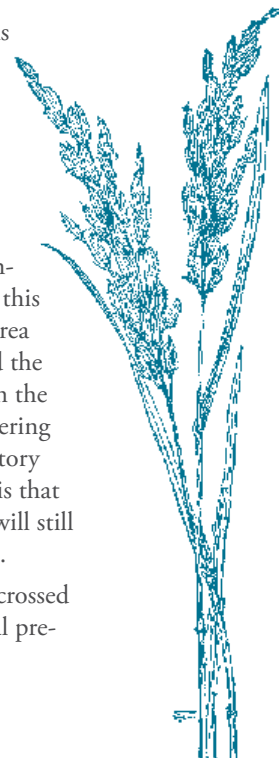 s
n-
this
rea
d the
n the
ering
tory
is that
will still
.
crossed
l pre-